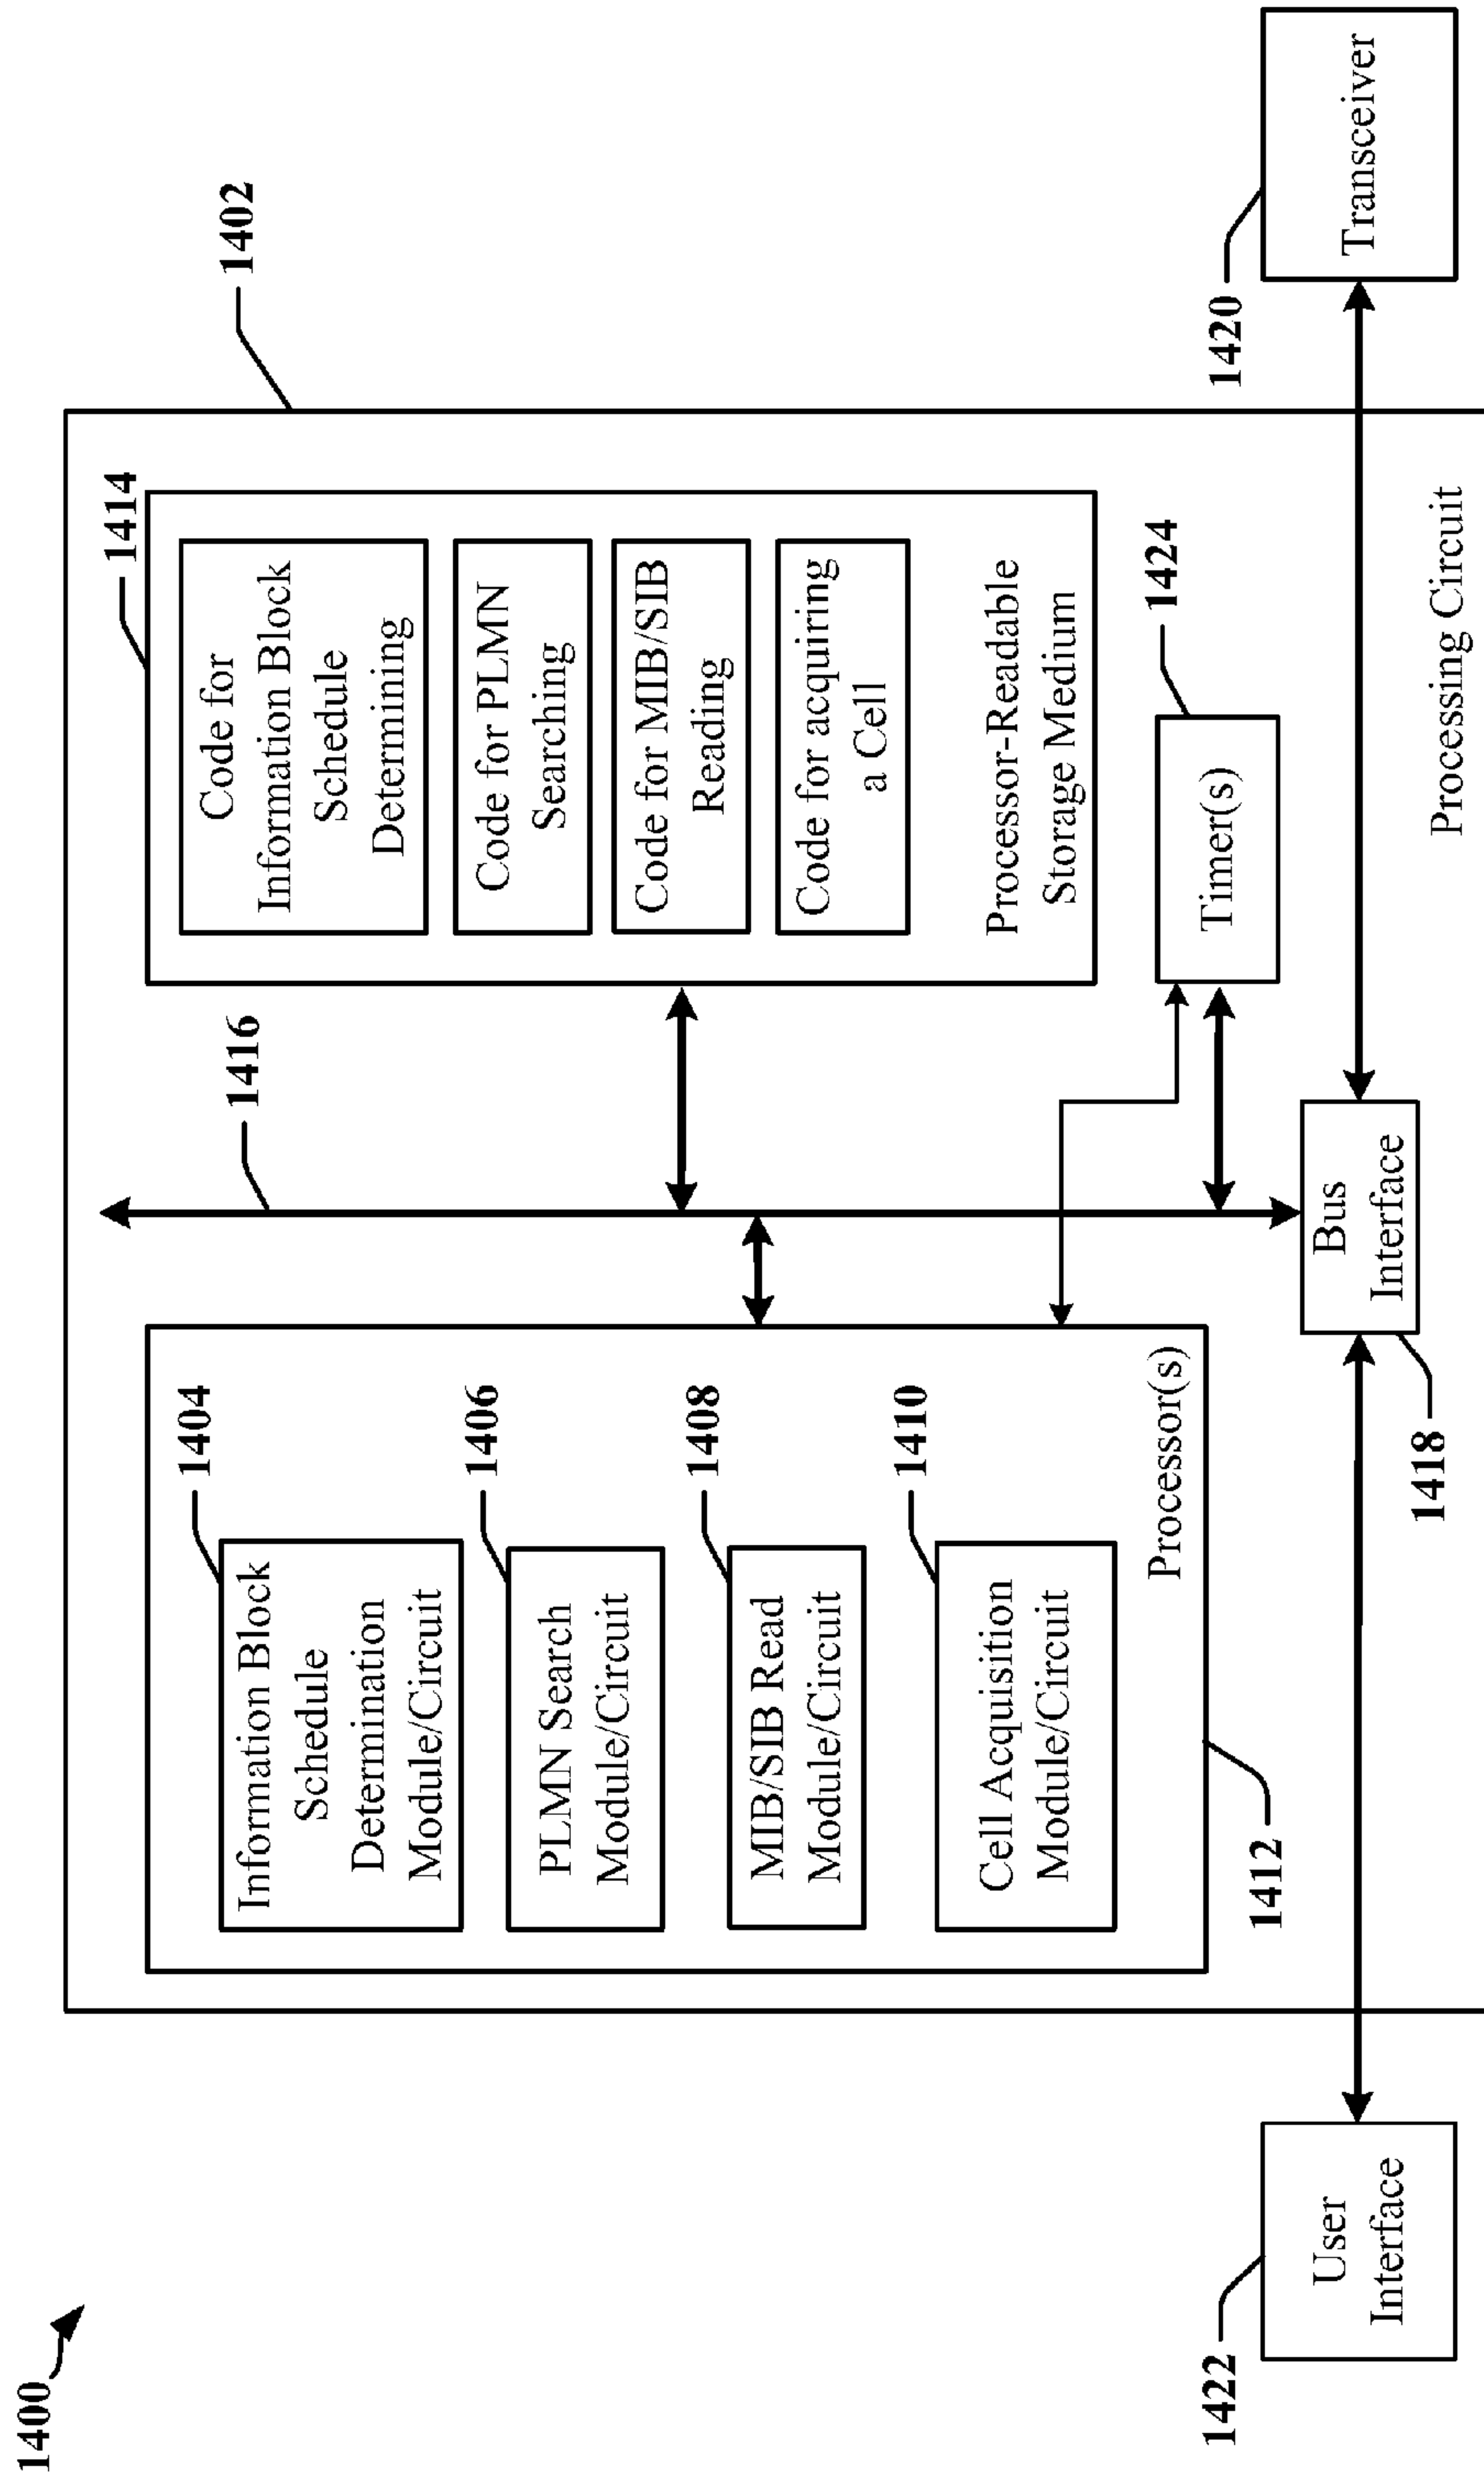 1400
1402
1404
Information Block
Schedule
Determination
Module/Circuit
1406
PLMN Search
Module/Circuit
1408
MIB/SIB Read
Module/Circuit
1410
Cell Acquisition
Module/Circuit
Processor(s)
1412
1416
1414
Code for
Information Block
Schedule
Determining
Code for PLMN
Searching
Code for MIB/SIB
Reading
Code for acquiring
a Cell
Processor-Readable
Storage Medium
1424
Timer(s)
1422
User
Interface
Bus
Interface
1418
1420
Transceiver
Processing Circuit